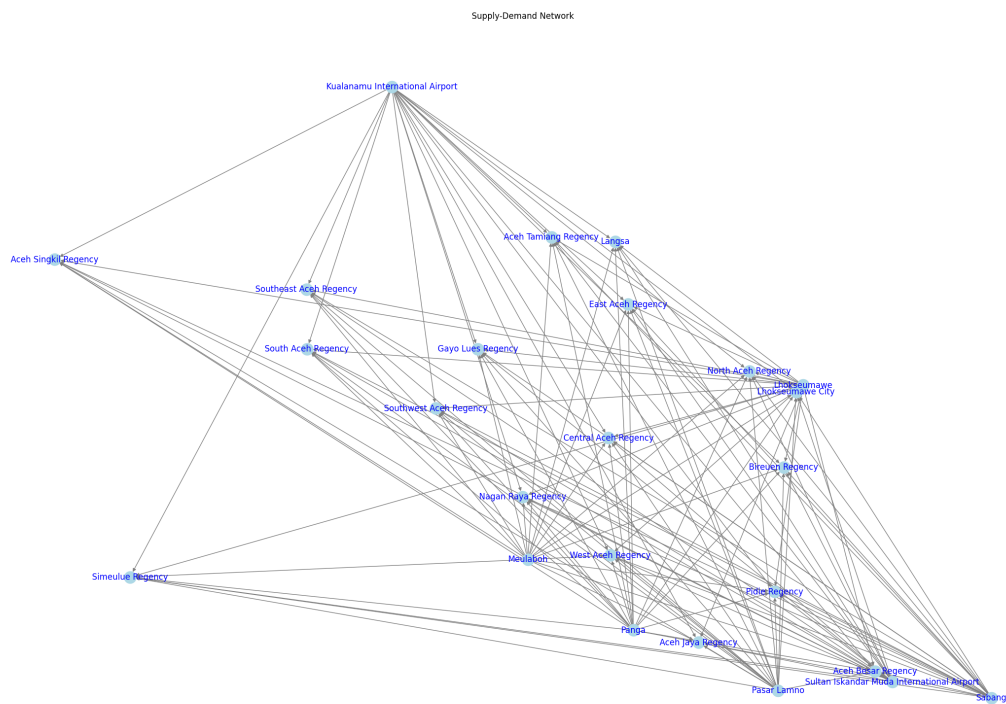 Supply-Demand Network
Kualanamu International Airport
Aceh Tamiang Regency
Langsa
Aceh Singkil Regency
Southeast Aceh Regency
East Aceh Regency
South Aceh Regency
Gayo Lues Regency
North Aceh Regency
Lhokseumawe
Lhokseumawe City
Southwest Aceh Regency
Central Aceh Regency
Bireuen Regency
Nagan Raya Regency
West Aceh Regency
Meulaboh
Simeulue Regency
Pidie Regency
Panga
Aceh Jaya Regency
Aceh Besar Regency
Sultan Iskandar Muda International Airport
Pasar Lamno
Sabang